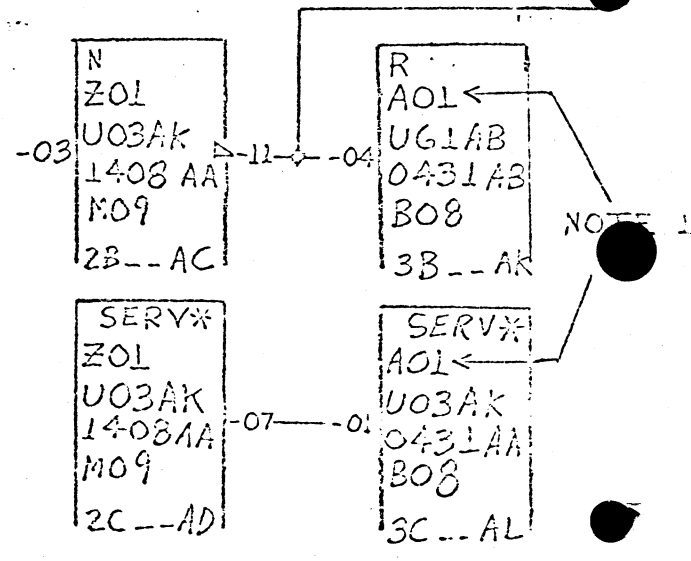 N
Z01
U03AK
1408 AA
M09
2B--AC
-03
-11
-04
R
A01
U61AB
0431AB
B08
3B--AK
NOTE 1
SERV*
Z01
U03AK
1408AA
M09
2C--AD
-07
-01
SERV*
A01
U03AK
0431AA
B08
3C--AL